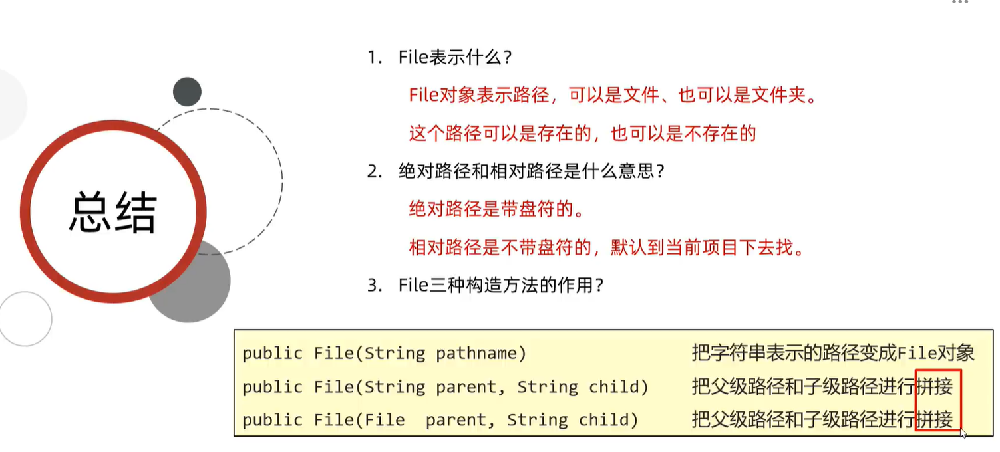 总结
1. File表示什么？
File对象表示路径，可以是文件、也可以是文件夹。
这个路径可以是存在的，也可以是不存在的
2. 绝对路径和相对路径是什么意思？
绝对路径是带盘符的。
相对路径是不带盘符的，默认到当前项目下去找。
3. File三种构造方法的作用？
public File(String pathname) 把字符串表示的路径变成File对象
public File(String parent, String child) 把父级路径和子级路径进行拼接
public File(File parent, String child) 把父级路径和子级路径进行拼接